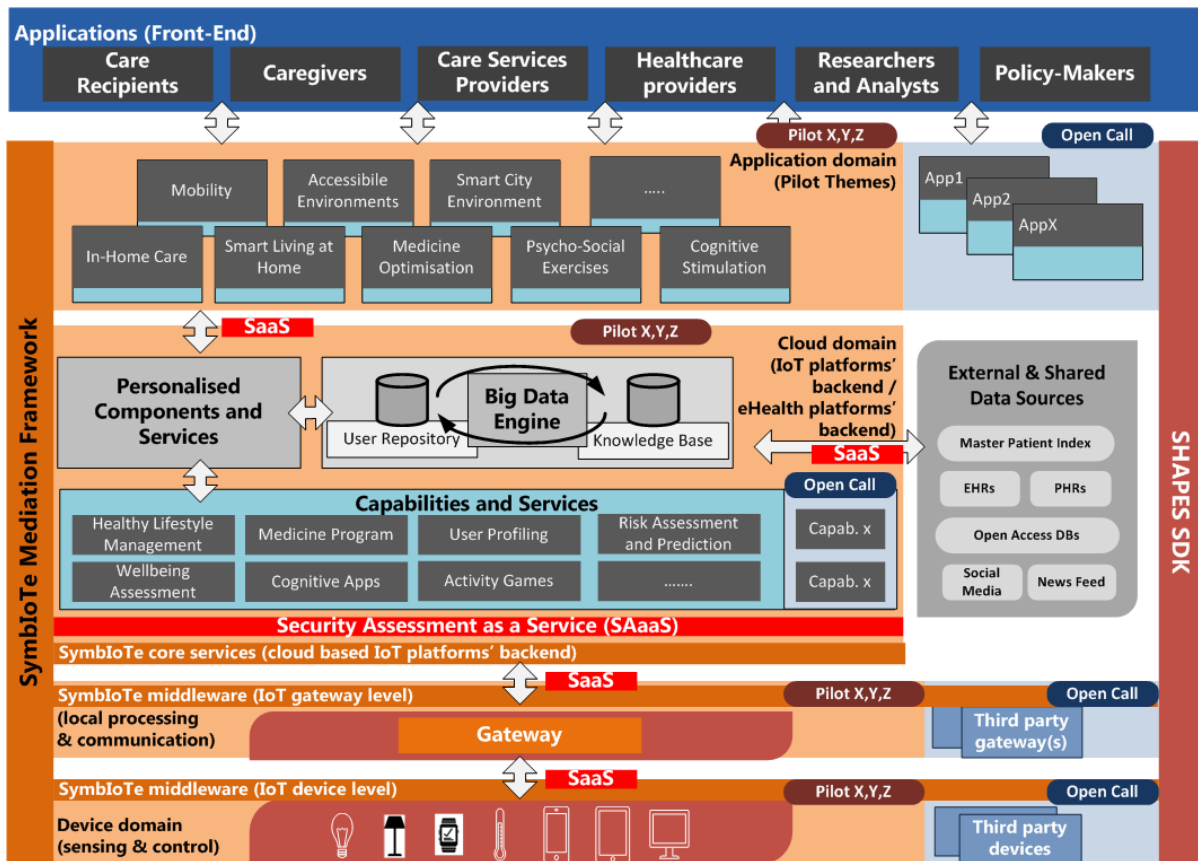 Applications (Front-End)
Care
Recipients
Caregivers
Care Services
Providers
Healthcare
providers
Researchers
and Analysts
Policy-Makers
Pilot X,Y,Z
Open Call
Application domain
(Pilot Themes)
Mobility
Accessibile
Environments
Smart City
Environment
.....
In-Home Care
Smart Living at
Home
Medicine
Optimisation
Psycho-Social
Exercises
Cognitive
Stimulation
App1
App2
AppX
SymbIoTe Mediation Framework
SHAPES SDK
SaaS
Pilot X,Y,Z
Cloud domain
(IoT platforms'
backend /
eHealth platforms'
backend)
Personalised
Components and
Services
Big Data
Engine
User Repository
Knowledge Base
SaaS
External & Shared
Data Sources
Master Patient Index
EHRs
PHRs
Open Access DBs
Social
Media
News Feed
Capabilities and Services
Open Call
Healthy Lifestyle
Management
Medicine Program
User Profiling
Risk Assessment
and Prediction
Capab. x
Wellbeing
Assessment
Cognitive Apps
Activity Games
.......
Capab. x
Security Assessment as a Service (SAaaS)
SymbIoTe core services (cloud based IoT platforms' backend)
SaaS
SymbIoTe middleware (IoT gateway level)
Pilot X,Y,Z
Open Call
(local processing
& communication)
Gateway
Third party
gateway(s)
SaaS
SymbIoTe middleware (IoT device level)
Pilot X,Y,Z
Open Call
Device domain
(sensing & control)
Third party
devices